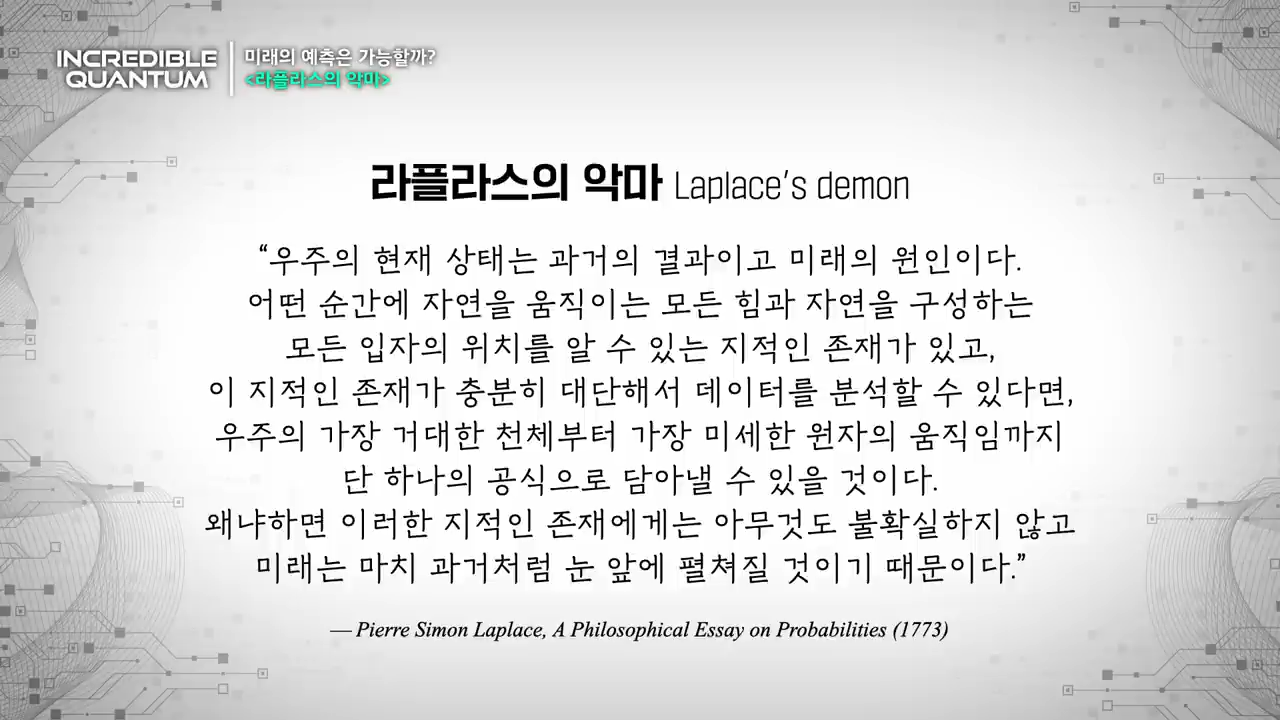 INCREDIBLE
QUANTUM
미래의 예측은 가능할까?
<라플라스의 악마>
라플라스의 악마 Laplace's demon
“우주의 현재 상태는 과거의 결과이고 미래의 원인이다.
어떤 순간에 자연을 움직이는 모든 힘과 자연을 구성하는
모든 입자의 위치를 알 수 있는 지적인 존재가 있고,
이 지적인 존재가 충분히 대단해서 데이터를 분석할 수 있다면,
우주의 가장 거대한 천체부터 가장 미세한 원자의 움직임까지
단 하나의 공식으로 담아낼 수 있을 것이다.
왜냐하면 이러한 지적인 존재에게는 아무것도 불확실하지 않고
미래는 마치 과거처럼 눈 앞에 펼쳐질 것이기 때문이다.”
— Pierre Simon Laplace, A Philosophical Essay on Probabilities (1773)